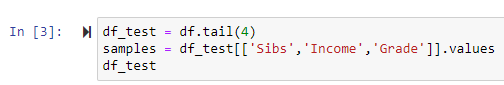 In [3]: df_test = df.tail(4)
samples = df_test[['Sibs','Income','Grade']].values
df_test